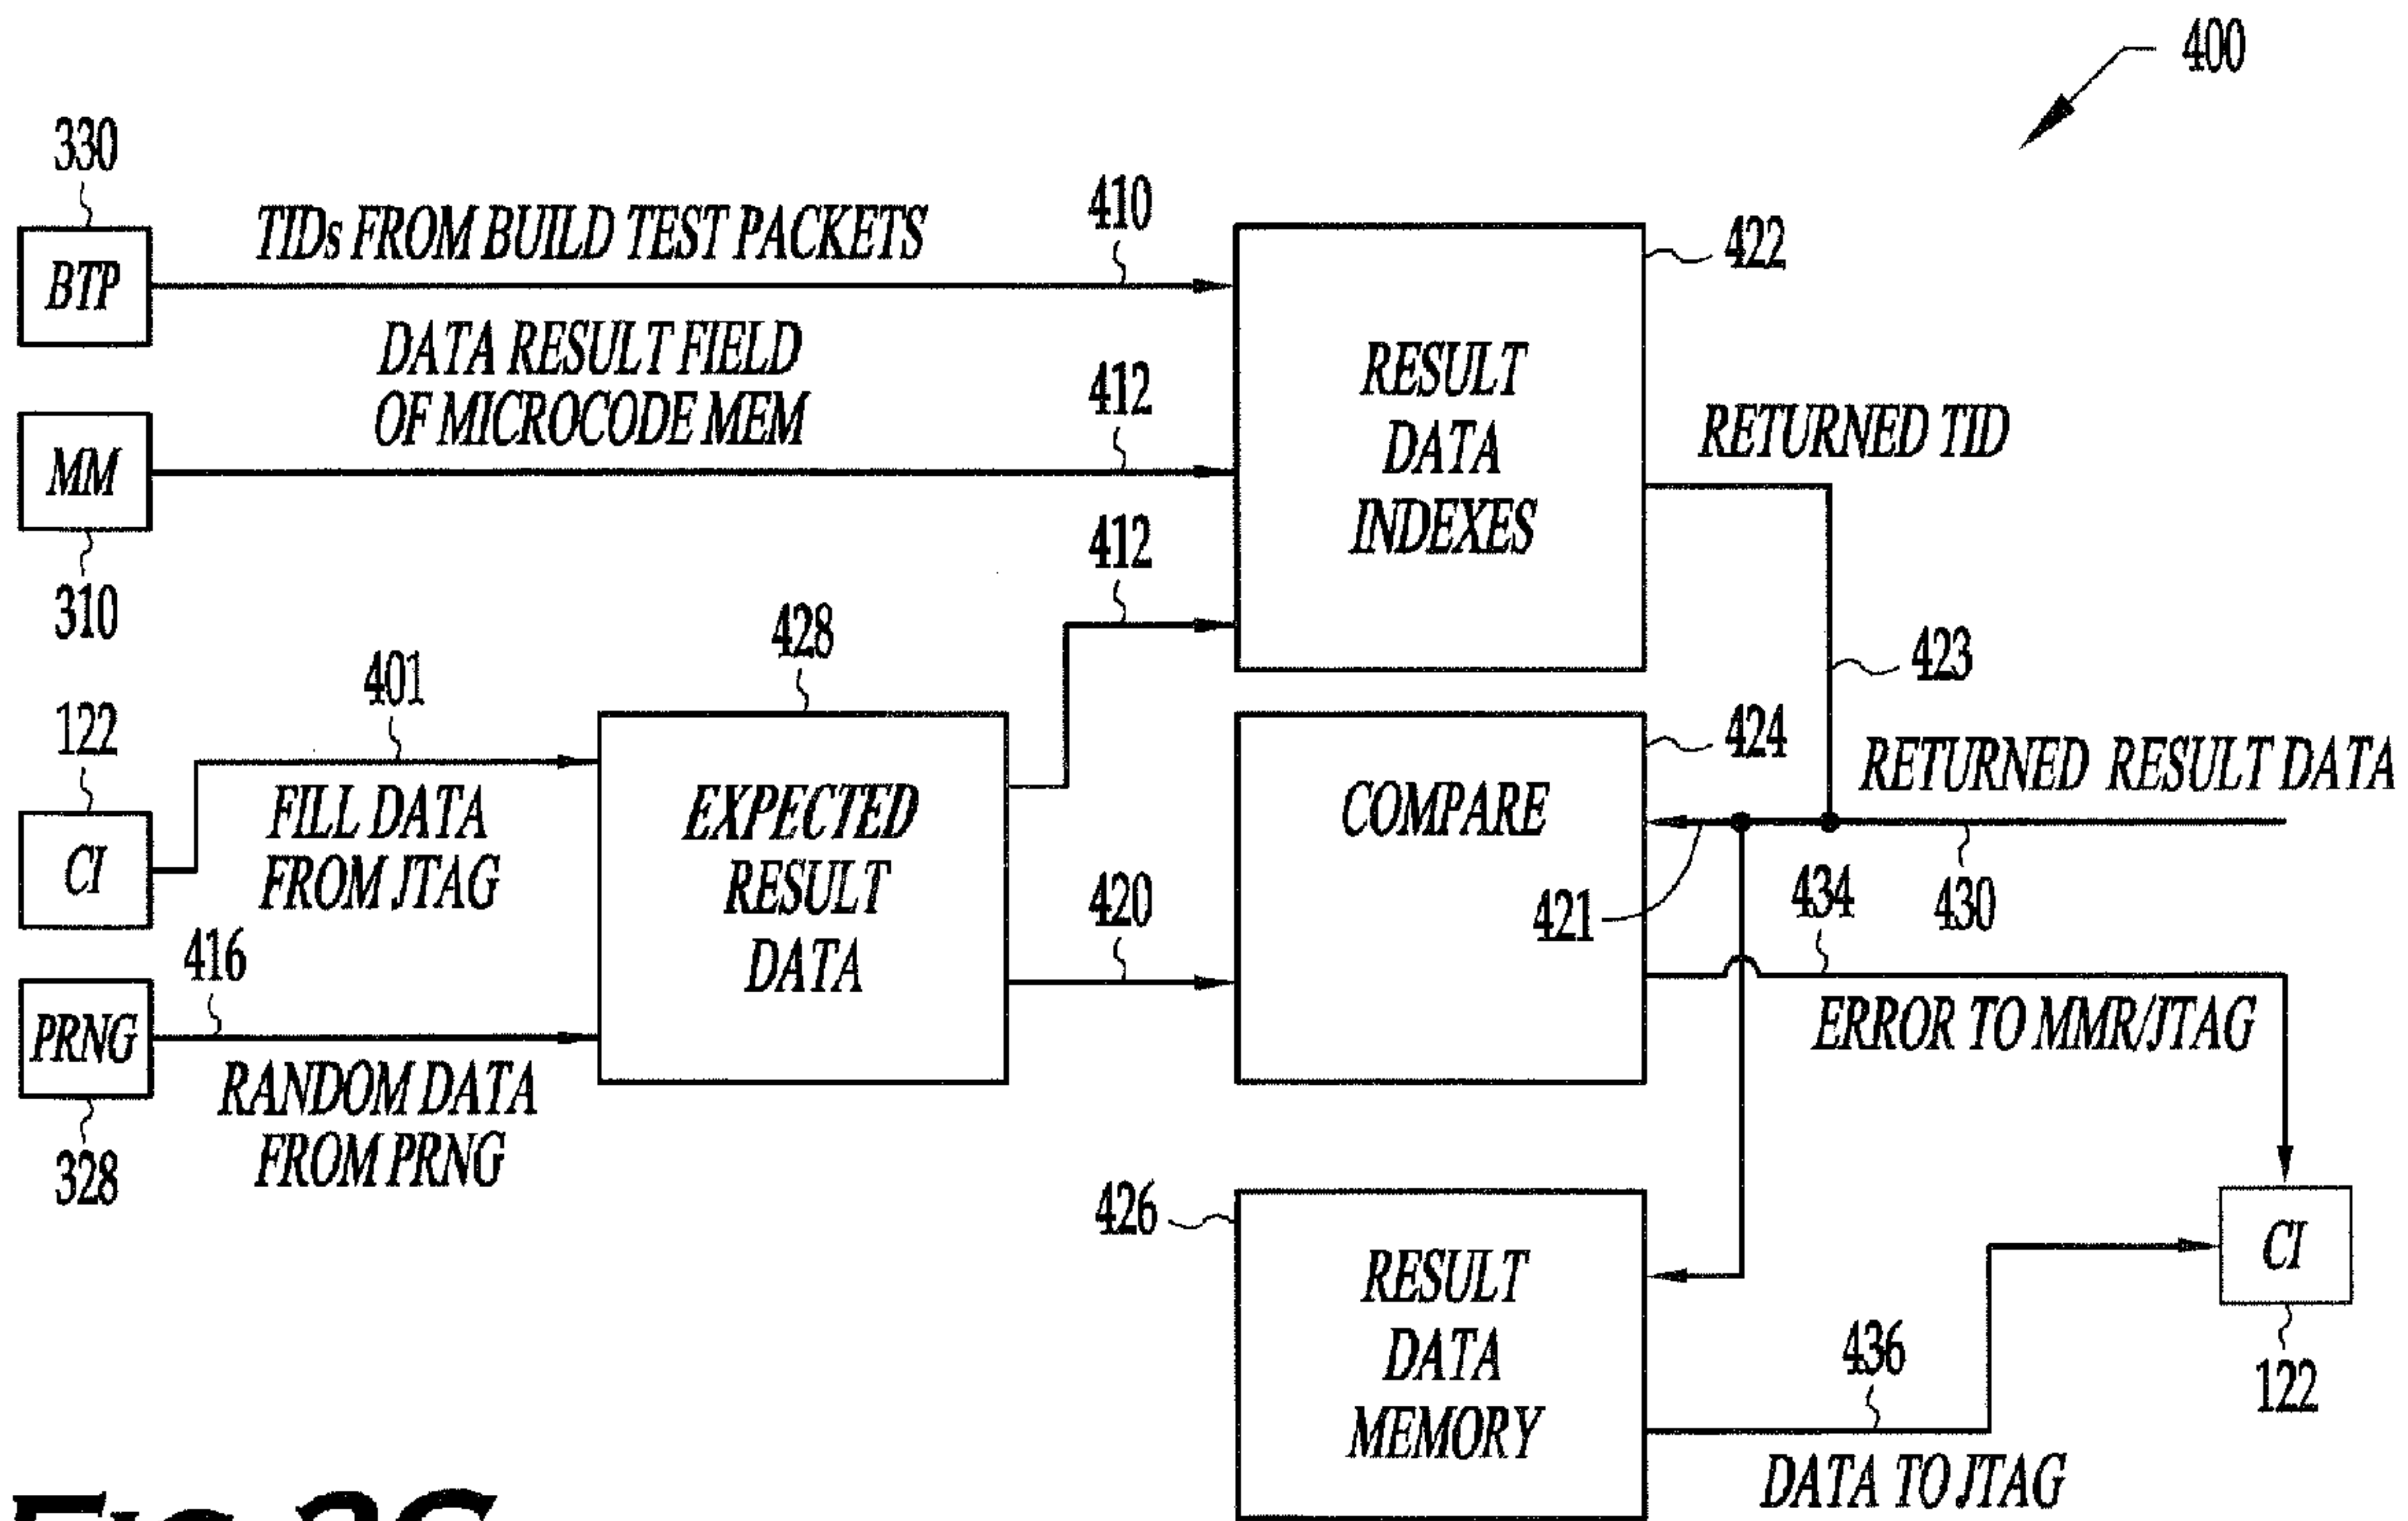 400
330
BTP
TIDs FROM BUILD TEST PACKETS
410
DATA RESULT FIELD
OF MICROCODE MEM
412
MM
310
412
RESULT
DATA
INDEXES
422
RETURNED TID
423
122
CI
401
FILL DATA
FROM JTAG
416
PRNG
328
RANDOM DATA
FROM PRNG
428
EXPECTED
RESULT
DATA
420
COMPARE
424
RETURNED RESULT DATA
421
430
434
ERROR TO MMR/JTAG
426
RESULT
DATA
MEMORY
436
DATA TO JTAG
CI
122